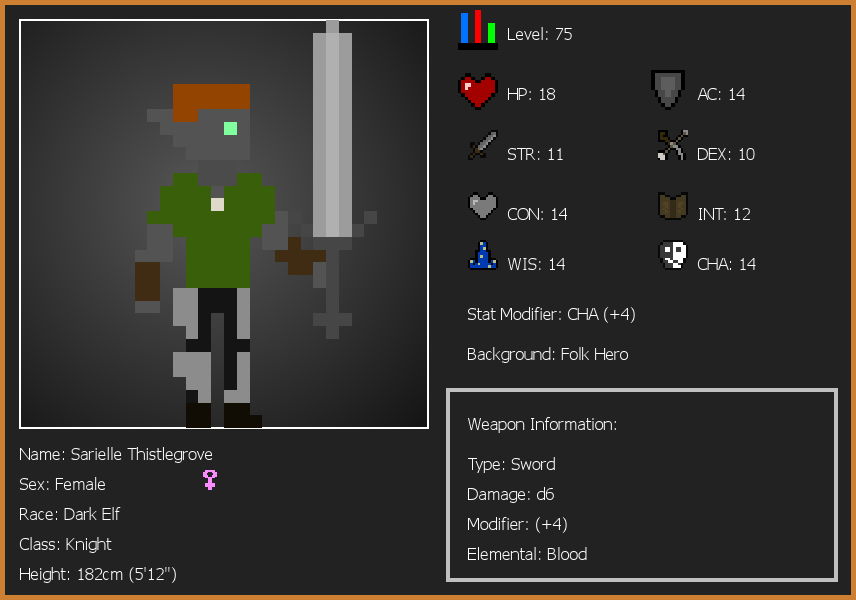 Level: 75
HP: 18
AC: 14
STR: 11
DEX: 10
CON: 14
INT: 12
WIS: 14
CHA: 14
Stat Modifier: CHA (+4)
Background: Folk Hero
Weapon Information:
Type: Sword
Damage: d6
Modifier: (+4)
Elemental: Blood
Name: Sarielle Thistlegrove
Sex: Female
Race: Dark Elf
Class: Knight
Height: 182cm (5'12")